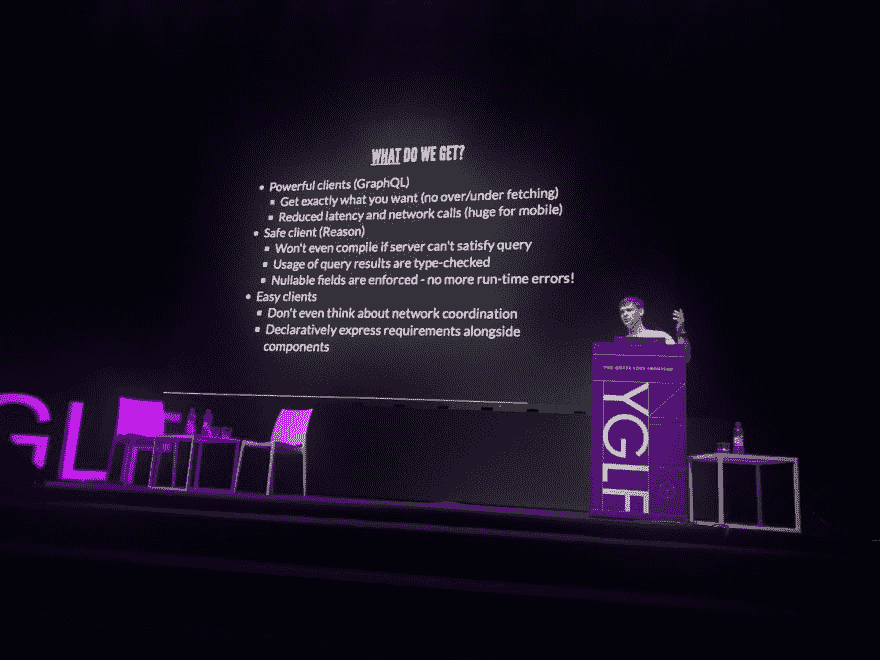 WHAT DO WE GET?
• Powerful clients (GraphQL)
▪ Get exactly what you want (no over/under fetching)
▪ Reduced latency and network calls (huge for mobile)
• Safe client (Reason)
▪ Won't even compile if server can't satisfy query
▪ Usage of query results are type-checked
▪ Nullable fields are enforced - no more run-time errors!
• Easy clients
▪ Don't even think about network coordination
▪ Declaratively express requirements alongside
components
YGLF
GLF